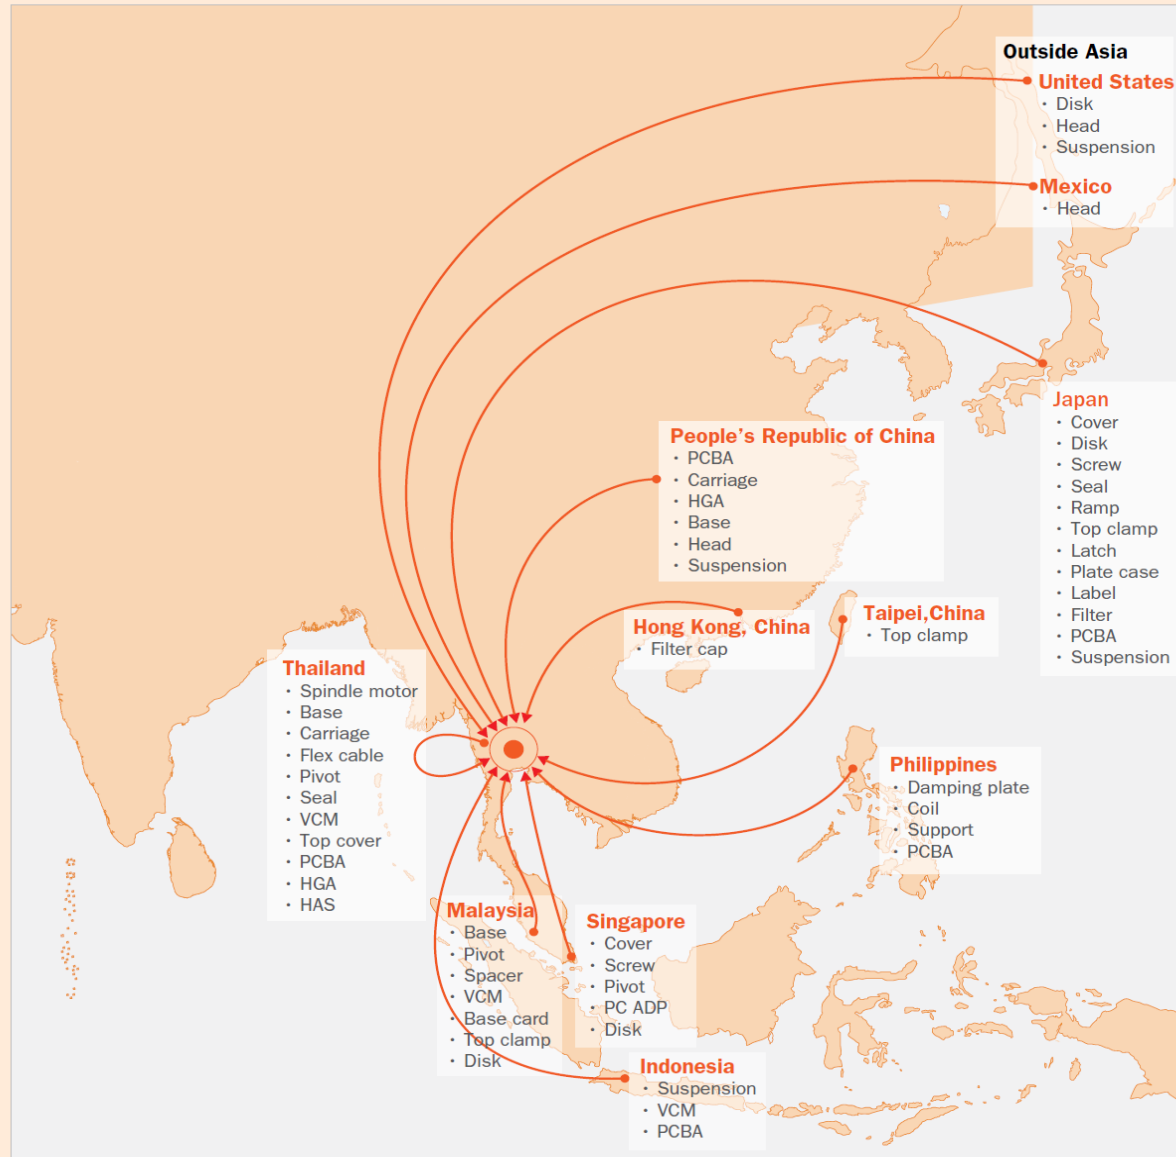 Outside Asia
United States
· Disk
· Head
· Suspension
Mexico
· Head
Japan
· Cover
· Disk
· Screw
· Seal
· Ramp
· Top clamp
· Latch
· Plate case
· Label
· Filter
· PCBA
· Suspension
People's Republic of China
· PCBA
· Carriage
· HGA
· Base
· Head
· Suspension
Hong Kong, China
· Filter cap
Taipei,China
· Top clamp
Thailand
· Spindle motor
· Base
· Carriage
· Flex cable
· Pivot
· Seal
· VCM
· Top cover
· PCBA
· HGA
· HAS
Philippines
· Damping plate
· Coil
· Support
· PCBA
Malaysia
· Base
· Pivot
· Spacer
· VCM
· Base card
· Top clamp
· Disk
Singapore
· Cover
· Screw
· Pivot
· PC ADP
· Disk
Indonesia
· Suspension
· VCM
· PCBA